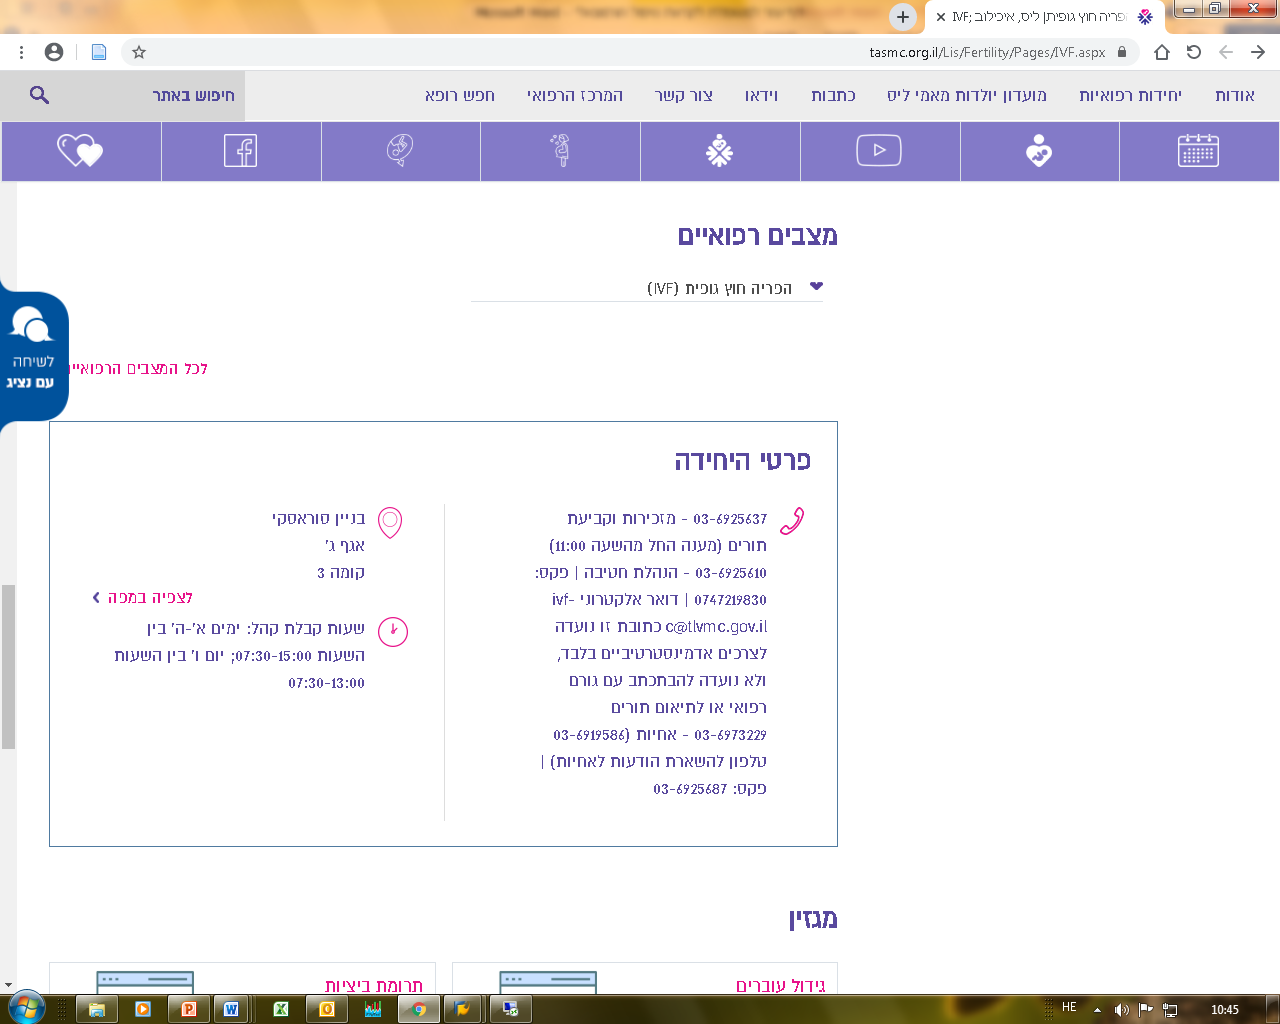 הפריה חוץ גופית| ליס, איכילוב ;IVF
tasmc.org.il/Lis/Fertility/Pages/IVF.aspx
אודות יחידות רפואיות מועדון יולדות מאמי ליס כתבות וידאו צור קשר המרכז הרפואי חפש רופא חיפוש באתר
מצבים רפואיים
הפריה חוץ גופית (IVF)
לכל המצבים הרפואיים
לשיחה
עם נציג
פרטי היחידה
03-6925637 - מזכירות וקביעת
תורים (מענה החל מהשעה 11:00)
03-6925610 - הנהלת חטיבה | פקס:
0747219830 | דואר אלקטרוני ivf-
c@tlvmc.gov.il כתובת זו נועדה
לצרכים אדמינסטרטיביים בלבד,
ולא נועדה להבתכתב עם גורם
רפואי או לתיאום תורים
03-6973229 - אחיות (03-6919586
טלפון להשארת הודעות לאחיות) |
פקס: 03-6925687
בניין סוראסקי
אגף ג'
קומה 3
לצפיה במפה
שעות קבלת קהל: ימים א'-ה' בין
השעות 07:30-15:00; יום ו' בין השעות
07:30-13:00
מגזין
גידול עוברים
תרומת ביציות
HE
10:45